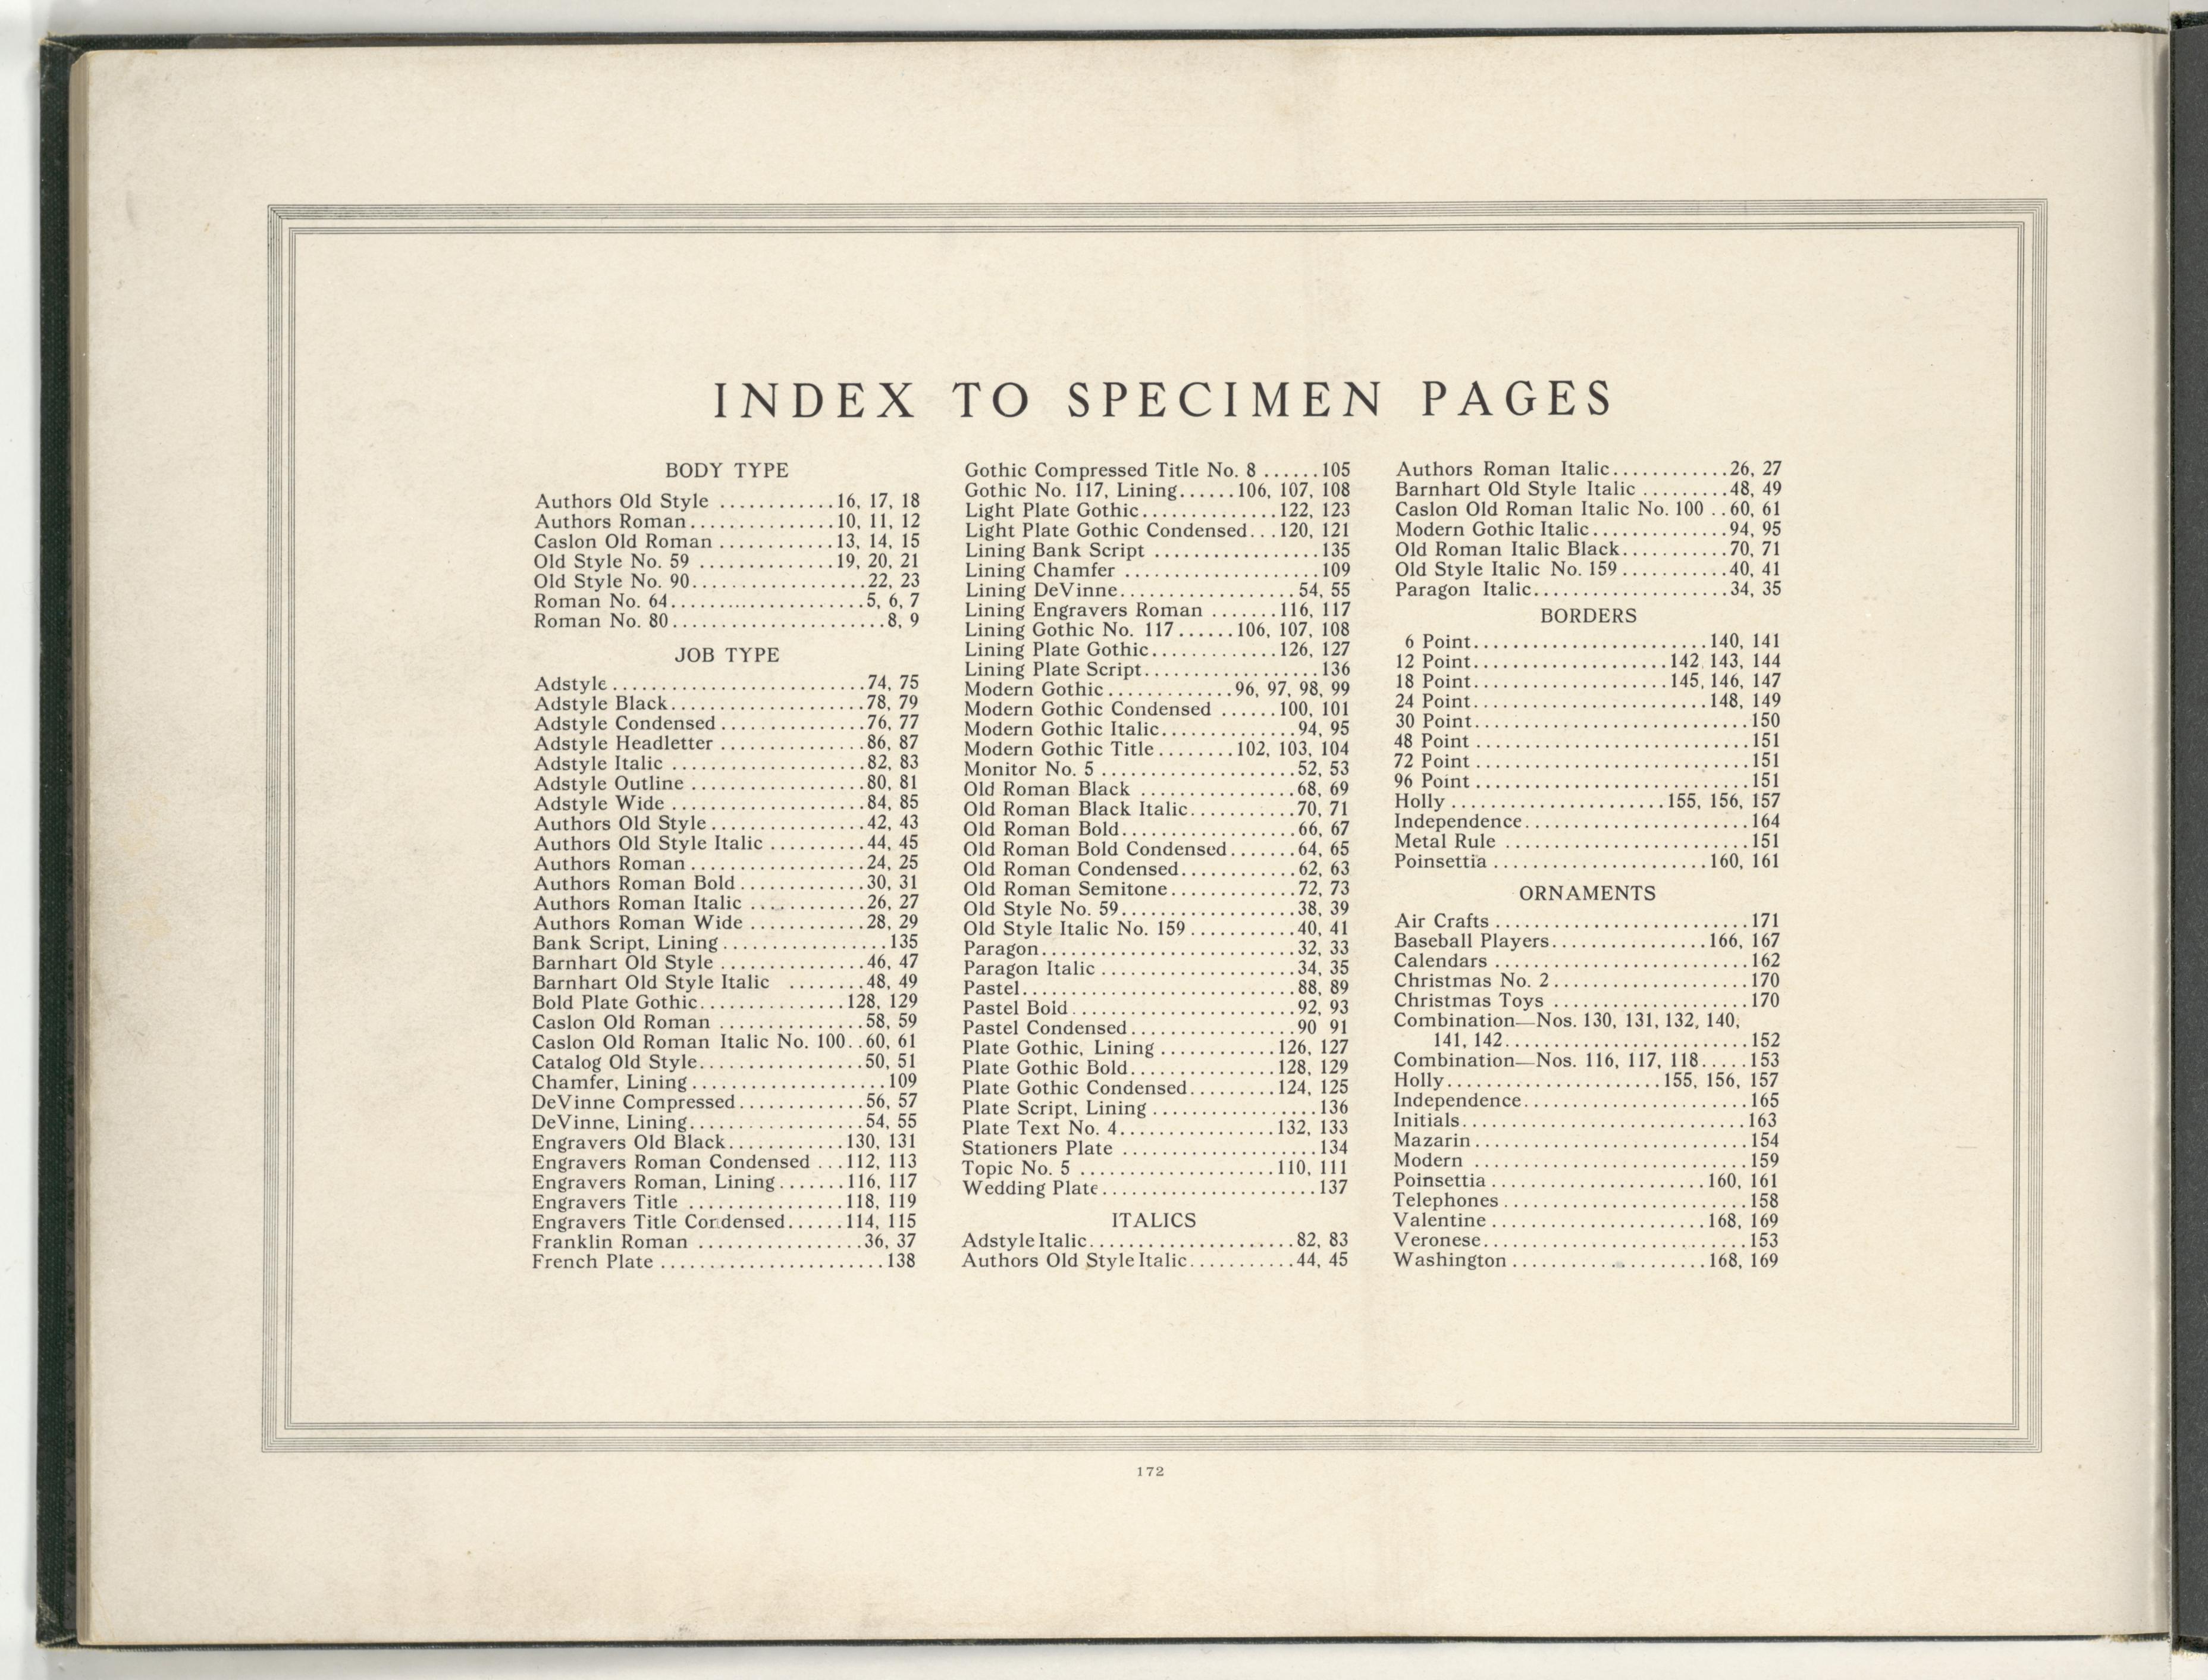 INDEX TO SPECIMEN PAGES
BODY TYPE
Authors Old Style ............16, 17, 18
Authors Roman...............10, 11, 12
Caslon Old Roman ............13, 14, 15
Old Style No. 59 ..............19, 20, 21
Old Style No. 90..................22, 23
Roman No. 64....................5, 6, 7
Roman No. 80......................8, 9
JOB TYPE
Adstyle..........................74, 75
Adstyle Black....................78, 79
Adstyle Condensed...............76, 77
Adstyle Headletter ...............86, 87
Adstyle Italic ....................82, 83
Adstyle Outline ..................80, 81
Adstyle Wide ....................84, 85
Authors Old Style................42, 43
Authors Old Style Italic ..........44, 45
Authors Roman..................24, 25
Authors Roman Bold.............30, 31
Authors Roman Italic ............26, 27
Authors Roman Wide ............28, 29
Bank Script, Lining.................135
Barnhart Old Style ...............46, 47
Barnhart Old Style Italic ........48, 49
Bold Plate Gothic...............128, 129
Caslon Old Roman ...............58, 59
Caslon Old Roman Italic No. 100..60, 61
Catalog Old Style.................50, 51
Chamfer, Lining....................109
DeVinne Compressed.............56, 57
DeVinne, Lining..................54, 55
Engravers Old Black............130, 131
Engravers Roman Condensed ...112, 113
Engravers Roman, Lining.......116, 117
Engravers Title ................118, 119
Engravers Title Condensed......114, 115
Franklin Roman .................36, 37
French Plate .......................138
Gothic Compressed Title No. 8 ......105
Gothic No. 117, Lining......106, 107, 108
Light Plate Gothic..............122, 123
Light Plate Gothic Condensed...120, 121
Lining Bank Script .................135
Lining Chamfer ....................109
Lining DeVinne..................54, 55
Lining Engravers Roman .......116, 117
Lining Gothic No. 117......106, 107, 108
Lining Plate Gothic.............126, 127
Lining Plate Script..................136
Modern Gothic.............96, 97, 98, 99
Modern Gothic Condensed ......100, 101
Modern Gothic Italic..............94, 95
Modern Gothic Title........102, 103, 104
Monitor No. 5 ....................52, 53
Old Roman Black ................68, 69
Old Roman Black Italic...........70, 71
Old Roman Bold..................66, 67
Old Roman Bold Condensed.......64, 65
Old Roman Condensed............62, 63
Old Roman Semitone.............72, 73
Old Style No. 59..................38, 39
Old Style Italic No. 159...........40, 41
Paragon..........................32, 33
Paragon Italic ....................34, 35
Pastel............................88, 89
Pastel Bold.......................92, 93
Pastel Condensed.................90 91
Plate Gothic, Lining ............126, 127
Plate Gothic Bold...............128, 129
Plate Gothic Condensed.........124, 125
Plate Script, Lining .................136
Plate Text No. 4................132, 133
Stationers Plate ....................134
Topic No. 5 ....................110, 111
Wedding Plate......................137
ITALICS
Adstyle Italic......................82, 83
Authors Old Style Italic...........44, 45
Authors Roman Italic............26, 27
Barnhart Old Style Italic .........48, 49
Caslon Old Roman Italic No. 100 ..60, 61
Modern Gothic Italic..............94, 95
Old Roman Italic Black...........70, 71
Old Style Italic No. 159...........40, 41
Paragon Italic....................34, 35
BORDERS
6 Point........................140, 141
12 Point....................142 143, 144
18 Point....................145, 146, 147
24 Point........................148, 149
30 Point............................150
48 Point ............................151
72 Point ............................151
96 Point ............................151
Holly ......................155, 156, 157
Independence.......................164
Metal Rule .........................151
Poinsettia ......................160, 161
ORNAMENTS
Air Crafts ..........................171
Baseball Players................166, 167
Calendars ..........................162
Christmas No. 2....................170
Christmas Toys ....................170
Combination—Nos. 130, 131, 132, 140,
141, 142.........................152
Combination—Nos. 116, 117, 118.....153
Holly......................155, 156, 157
Independence.......................165
Initials.............................163
Mazarin............................154
Modern ............................159
Poinsettia ......................160, 161
Telephones.........................158
Valentine ......................168, 169
Veronese...........................153
Washington ....................168, 169
172